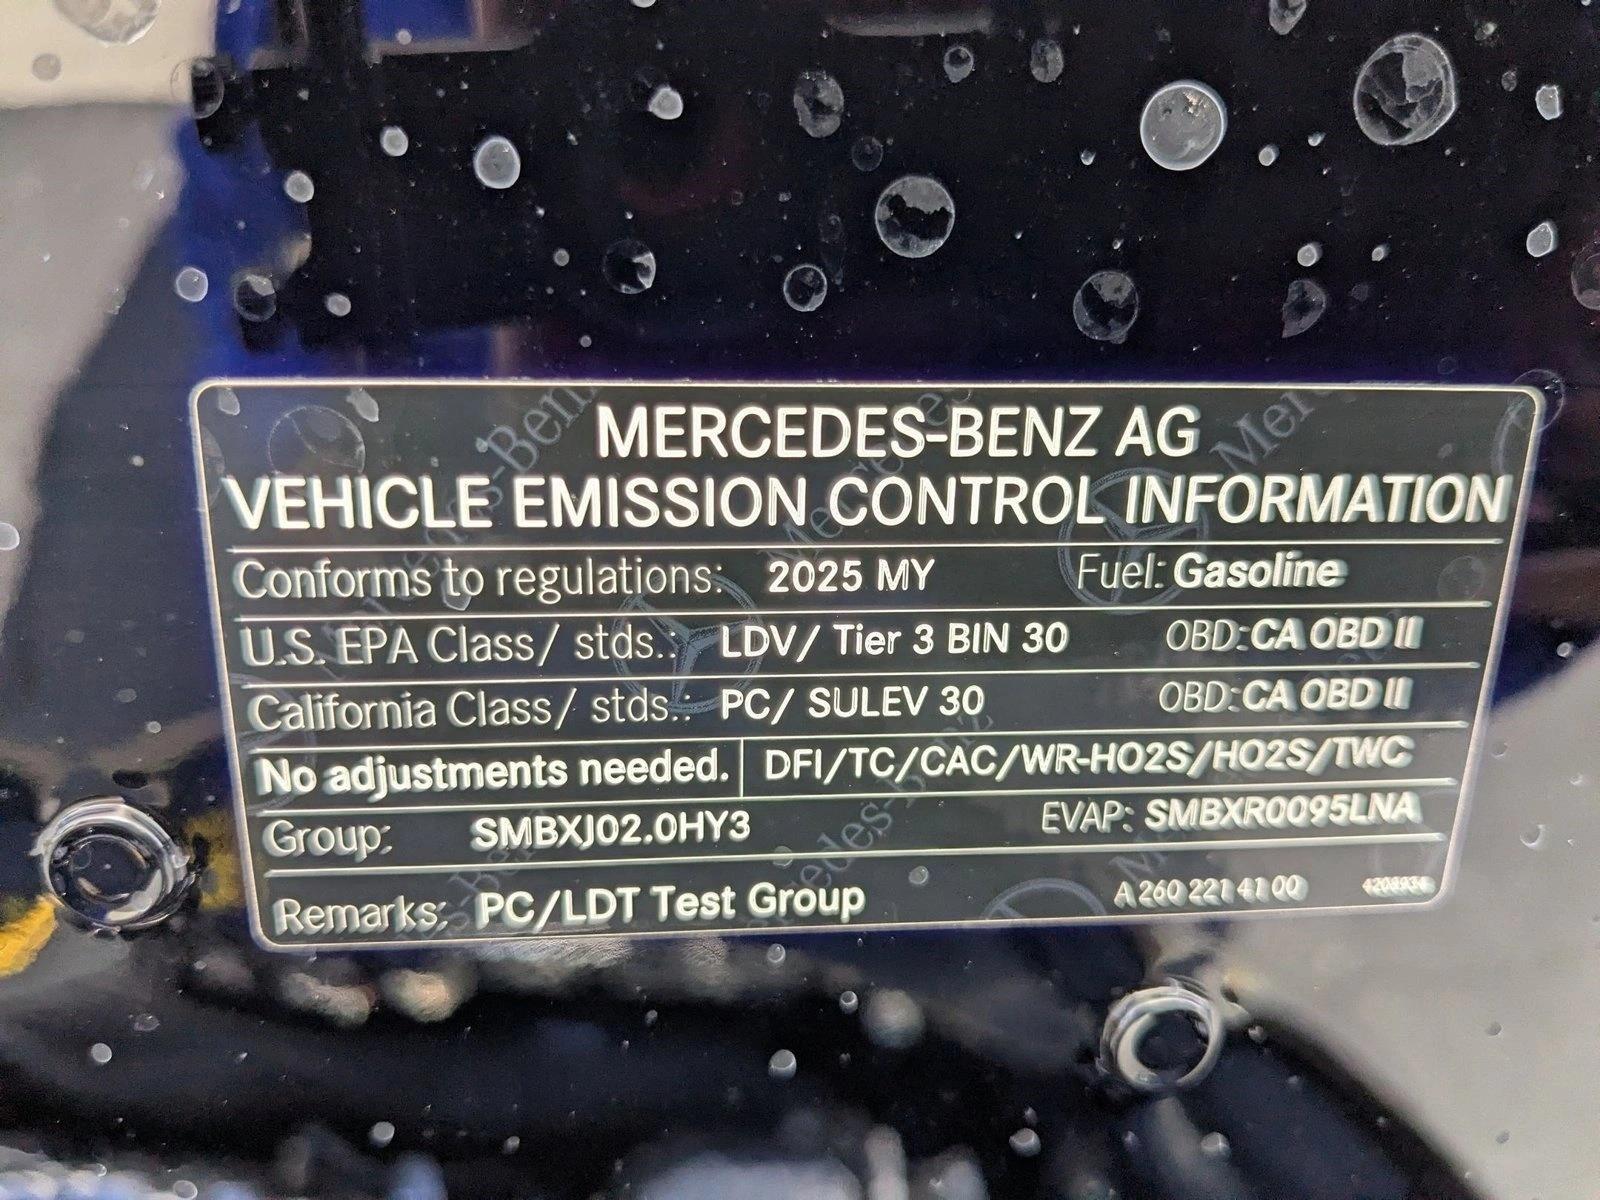 MERCEDES-BENZ AG
VEHICLE EMISSION CONTROL INFORMATION
Conforms to regulations: 2025 MY Fuel: Gasoline
U.S. EPA Class/ stds.: LDV/ Tier 3 BIN 30 OBD: CA OBD II
California Class/ stds.: PC/ SULEV 30 OBD: CA OBD II
No adjustments needed. DFI/TC/CAC/WR-HO2S/HO2S/TWC
Group: SMBXJ02.0HY3 EVAP: SMBXR0095LNA
Remarks: PC/LDT Test Group A 260 221 41 00